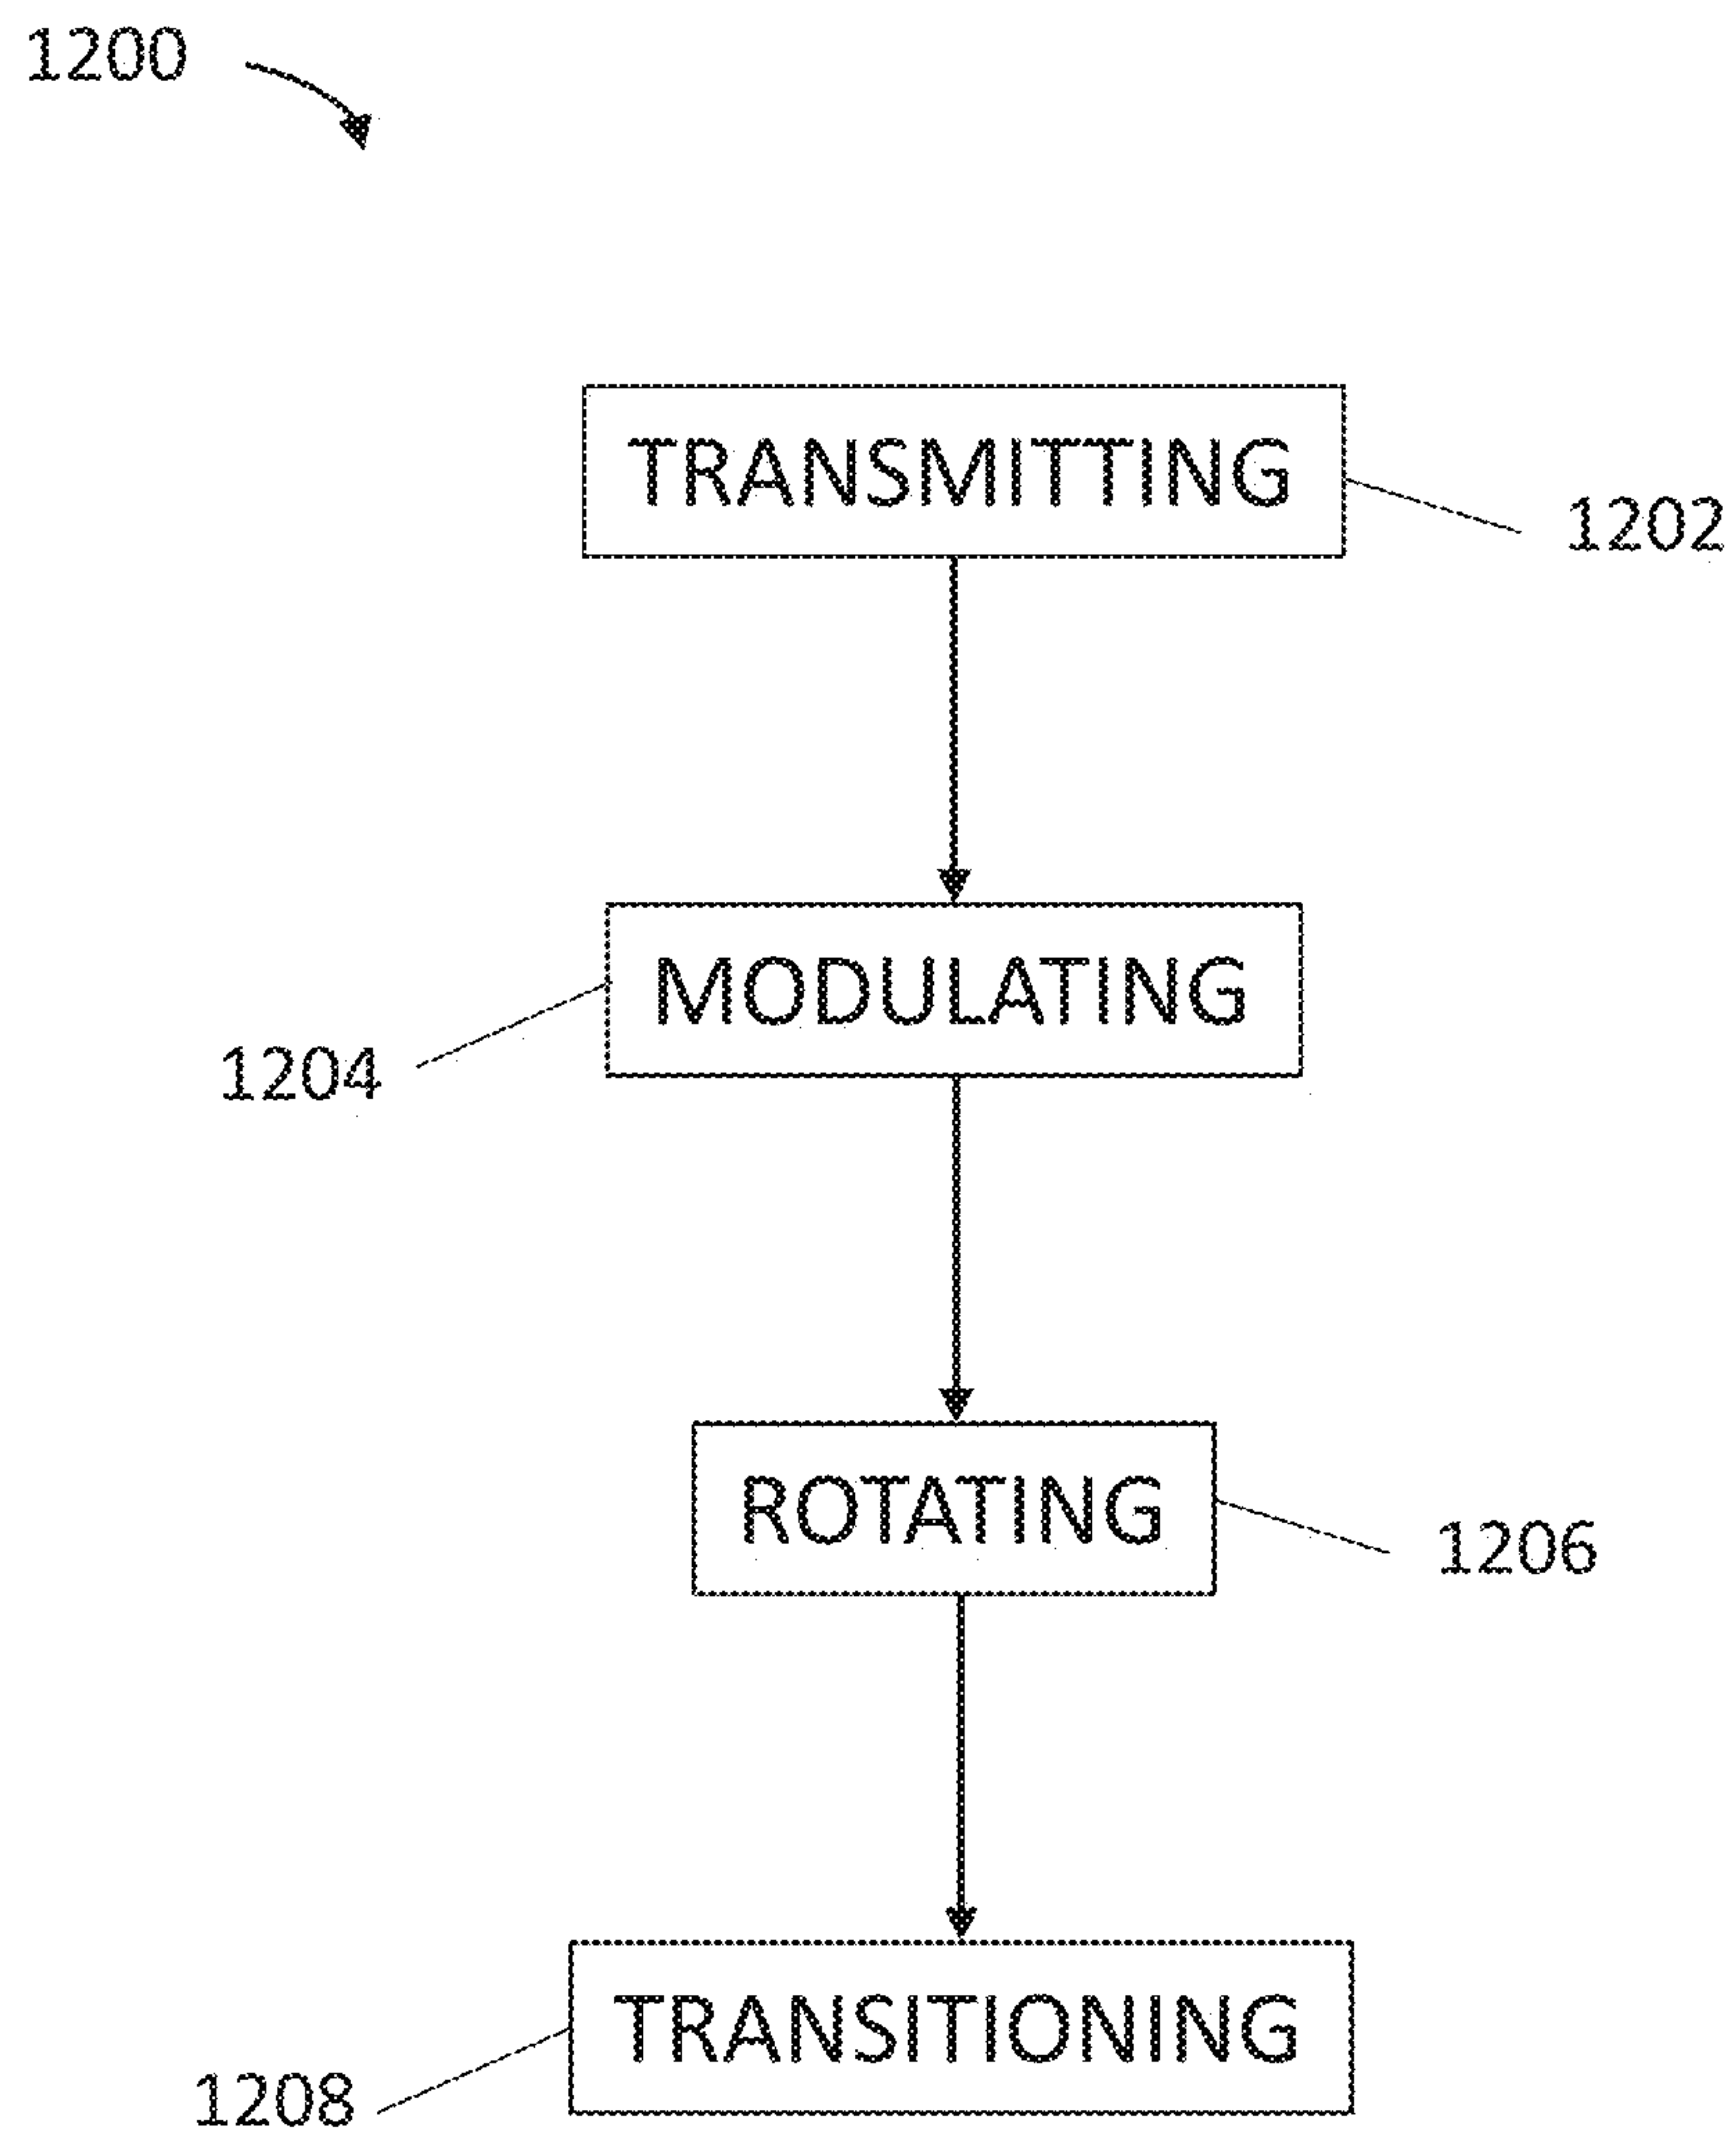 1200
TRANSMITTING
1202
MODULATING
1204
ROTATING
1206
TRANSITIONING
1208